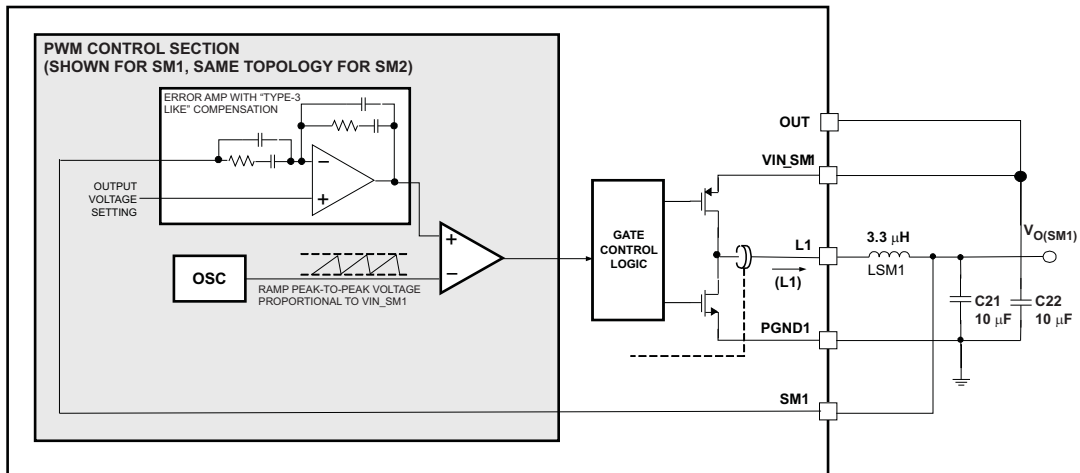 PWM CONTROL SECTION
(SHOWN FOR SM1, SAME TOPOLOGY FOR SM2)
ERROR AMP WITH “TYPE-3
LIKE” COMPENSATION
−
+
OUTPUT
VOLTAGE
SETTING
+
−
OSC
RAMP PEAK-TO-PEAK VOLTAGE
PROPORTIONAL TO VIN_SM1
GATE
CONTROL
LOGIC
OUT
VIN_SM1
L1
(L1)
PGND1
SM1
3.3 μH
LSM1
VO(SM1)
C21
10 μF
C22
10 μF